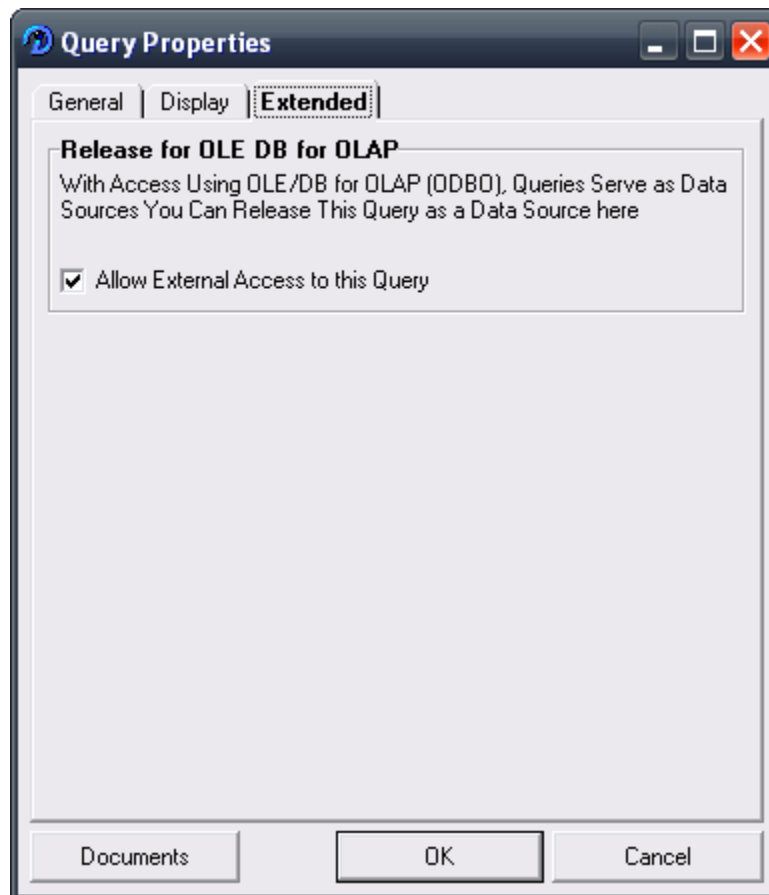 Query Properties
General Display Extended
Release for OLE DB for OLAP
With Access Using OLE/DB for OLAP (ODBO), Queries Serve as Data
Sources You Can Release This Query as a Data Source here
Allow External Access to this Query
Documents OK Cancel